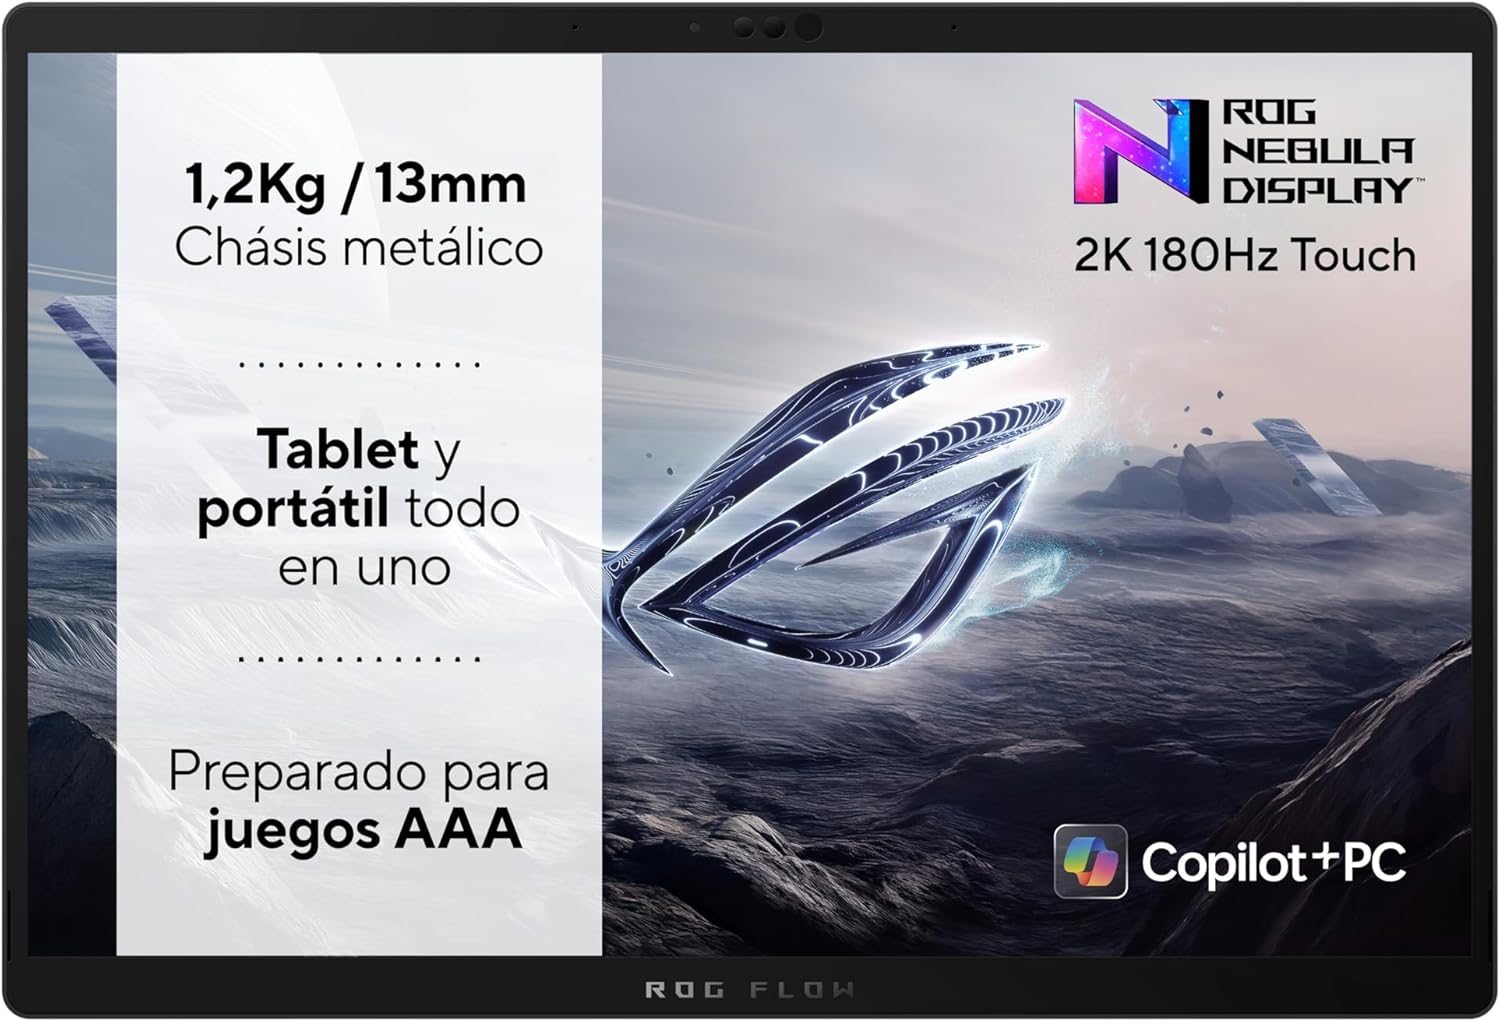 1,2Kg / 13mm
Chásis metálico
Tablet y
portátil todo
en uno
Preparado para
juegos AAA
ROG
NEBULA
DISPLAY™
2K 180Hz Touch
Copilot+PC
ROG FLOW